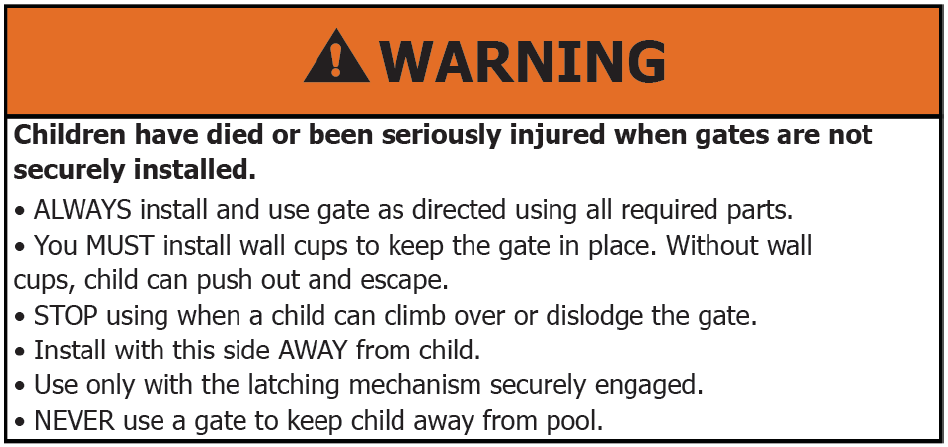 WARNING
Children have died or been seriously injured when gates are not
securely installed.
• ALWAYS install and use gate as directed using all required parts.
• You MUST install wall cups to keep the gate in place. Without wall
cups, child can push out and escape.
• STOP using when a child can climb over or dislodge the gate.
• Install with this side AWAY from child.
• Use only with the latching mechanism securely engaged.
• NEVER use a gate to keep child away from pool.